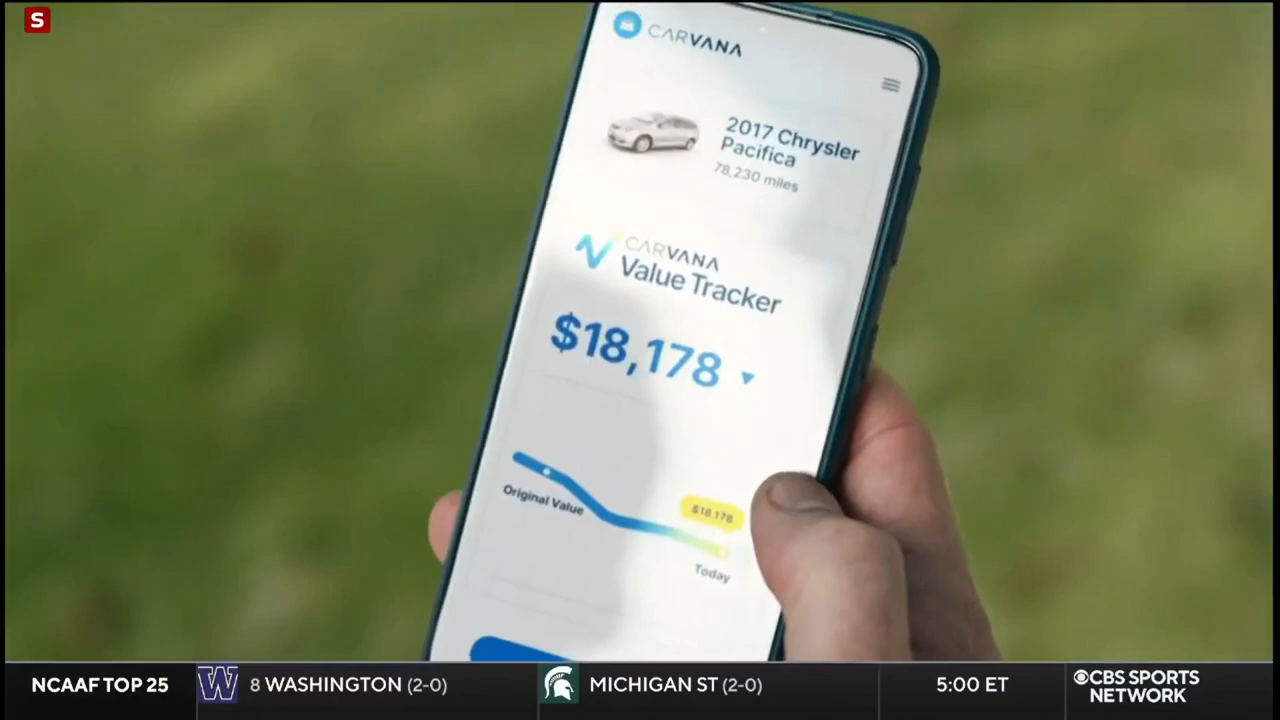 S
CARVANA
2017 Chrysler
Pacifica
78,230 miles
CARVANA
Value Tracker
$18,178
Original Value
$18,178
Today
NCAAF TOP 25
W
8 WASHINGTON (2-0)
MICHIGAN ST (2-0)
5:00 ET
CBS SPORTS
NETWORK